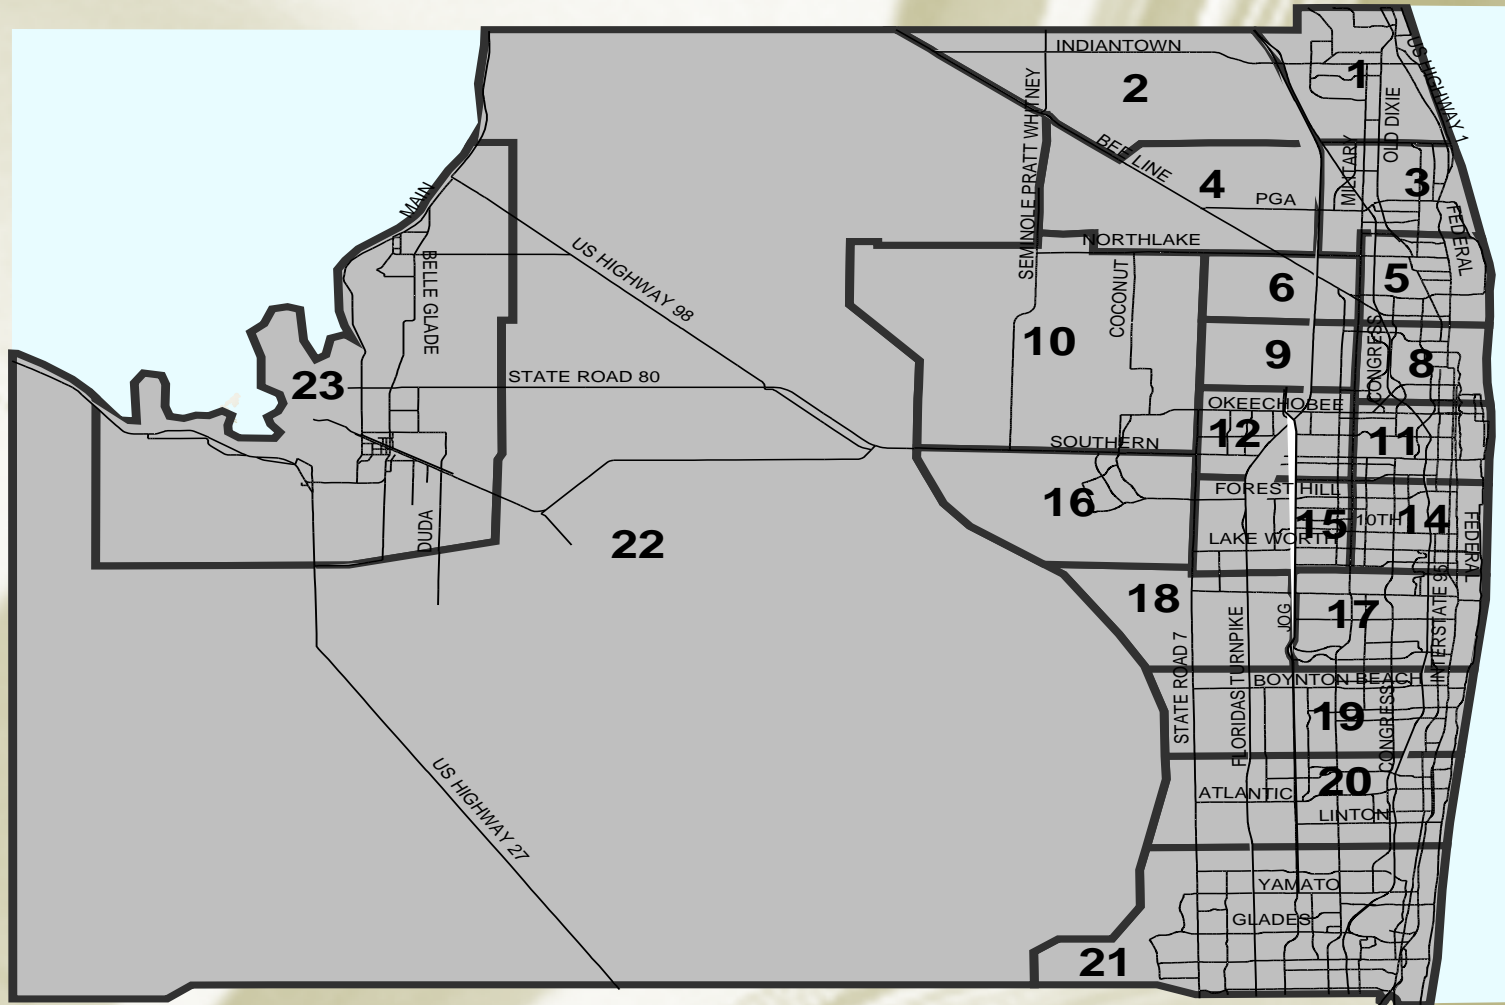 INDIANTOWN
1
US HIGHWAY 1
2
SEMINOLE PRATT WHITNEY
OLD DIXIE
BEE LINE
MILITARY
4
3
PGA
MAIN
NORTHLAKE
FEDERAL
US HIGHWAY 98
BELLE GLADE
COCONUT
6
5
10
9
CONGRESS
8
23
STATE ROAD 80
OKEECHOBEE
12
11
SOUTHERN
FOREST HILL
16
15
10TH
14
FEDERAL
DUDA
22
LAKE WORTH
18
JOG
17
INTERSTATE 95
STATE ROAD 7
FLORIDAS TURNPIKE
BOYNTON BEACH
19
CONGRESS
20
ATLANTIC
LINTON
US HIGHWAY 27
YAMATO
GLADES
21